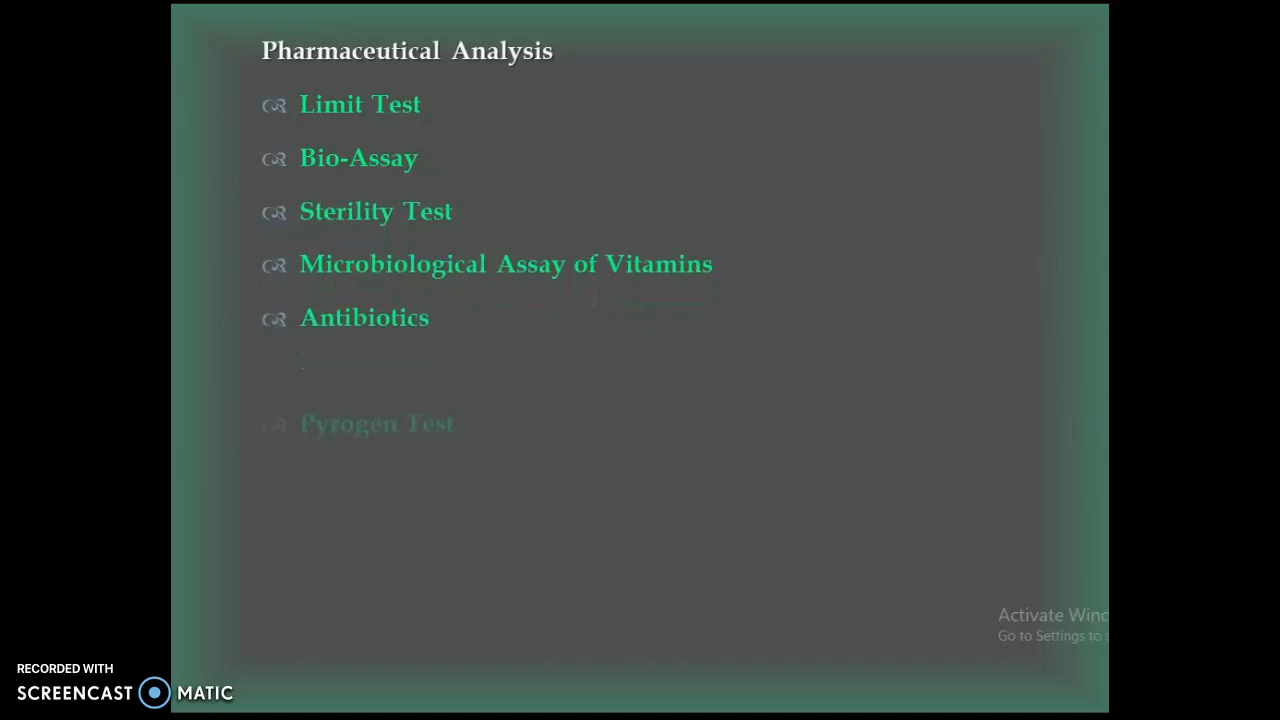 Pharmaceutical Analysis
Limit Test
Bio-Assay
Sterility Test
Microbiological Assay of Vitamins
Antibiotics
Pyrogen Test
Activate Wind
Go to Settings to a
RECORDED WITH
SCREENCAST MATIC